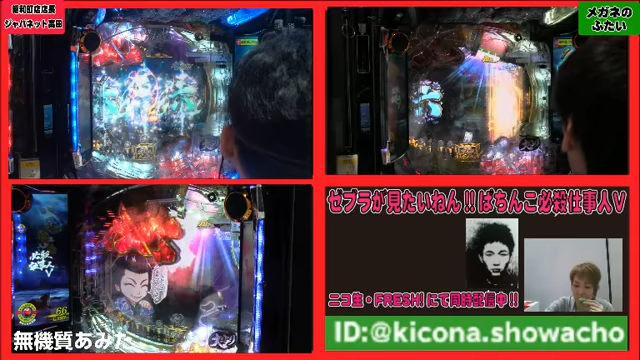 昭和町店店長
ジャパネット高田
メガネの
ふたい
ゼブラが見たいねん!!ぱちんこ必殺仕事人Ⅴ
ニコ生・FRESH!にて同時配信中!!
無機質あみた
ID:@kicona.showacho